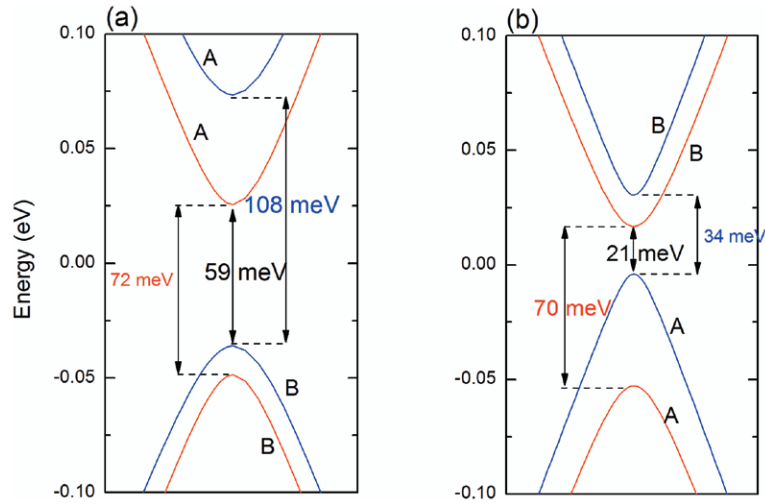 (a)
Energy (eV)
0.10
0.05
0.00
-0.05
-0.10
A
A
108 meV
59 meV
72 meV
B
B
(b)
0.10
0.05
0.00
-0.05
-0.10
B
B
34 meV
21 meV
70 meV
A
A